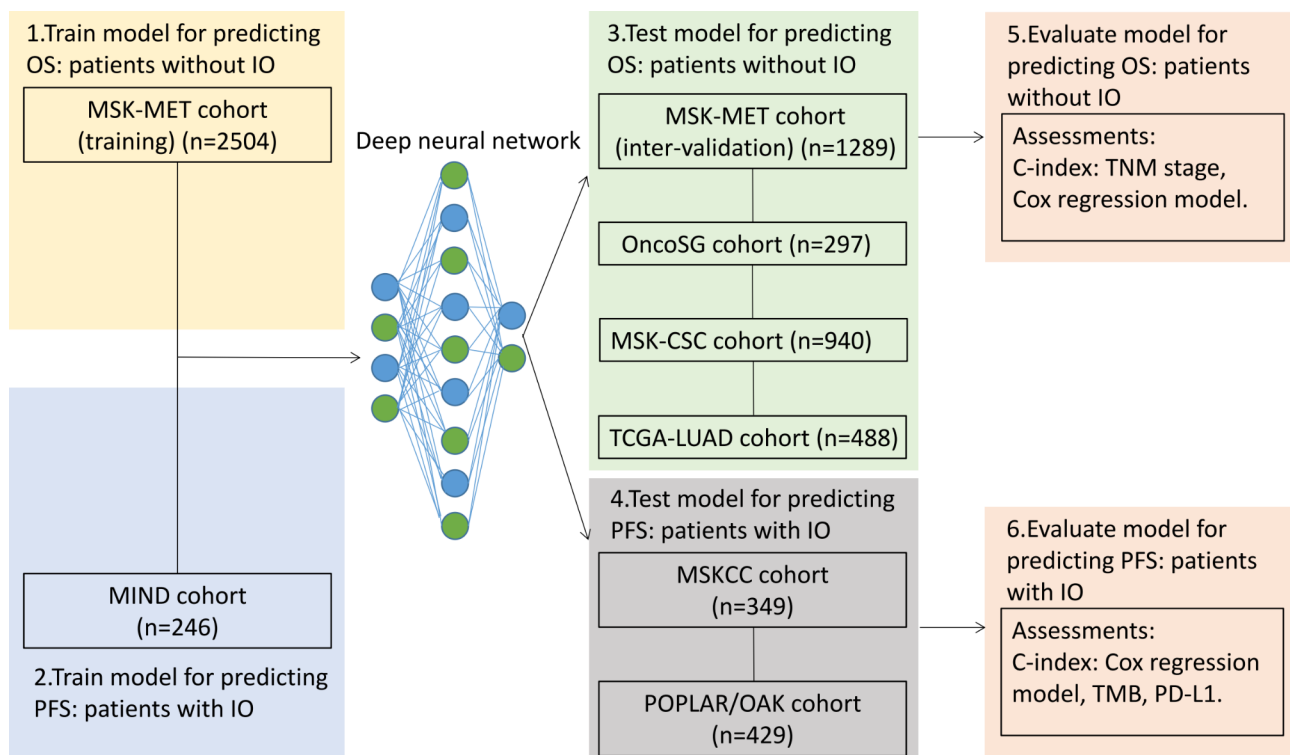 1.Train model for predicting
OS: patients without IO
MSK-MET cohort
(training) (n=2504)
MIND cohort
(n=246)
2.Train model for predicting
PFS: patients with IO
Deep neural network
3.Test model for predicting
OS: patients without IO
MSK-MET cohort
(inter-validation) (n=1289)
OncoSG cohort (n=297)
MSK-CSC cohort (n=940)
TCGA-LUAD cohort (n=488)
4.Test model for predicting
PFS: patients with IO
MSKCC cohort
(n=349)
POPLAR/OAK cohort
(n=429)
5.Evaluate model for
predicting OS: patients
without IO
Assessments:
C-index: TNM stage,
Cox regression model.
6.Evaluate model for
predicting PFS: patients
with IO
Assessments:
C-index: Cox regression
model, TMB, PD-L1.